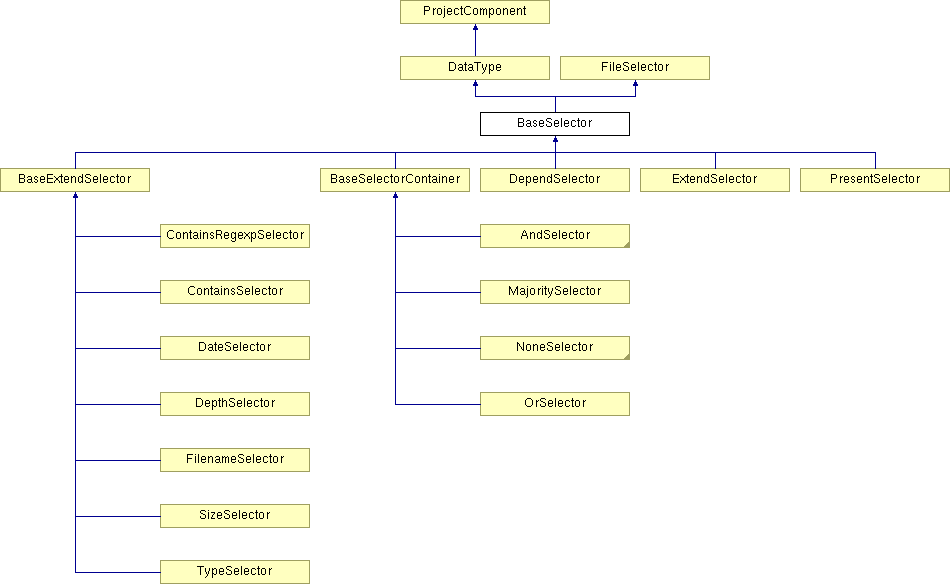 ProjectComponent
DataType
FileSelector
BaseSelector
BaseExtendSelector
BaseSelectorContainer
DependSelector
ExtendSelector
PresentSelector
ContainsRegexpSelector
AndSelector
ContainsSelector
MajoritySelector
DateSelector
NoneSelector
DepthSelector
OrSelector
FilenameSelector
SizeSelector
TypeSelector